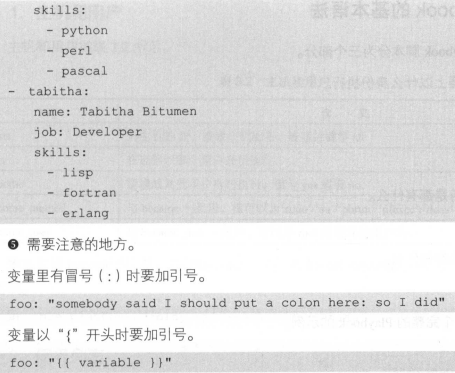 skills:
- python
- perl
- pascal
- tabitha:
name: Tabitha Bitumen
job: Developer
skills:
- lisp
- fortran
- erlang
❺ 需要注意的地方。
变量里有冒号（:）时要加引号。
foo: "somebody said I should put a colon here: so I did"
变量以“{”开头时要加引号。
foo: "{{ variable }}"